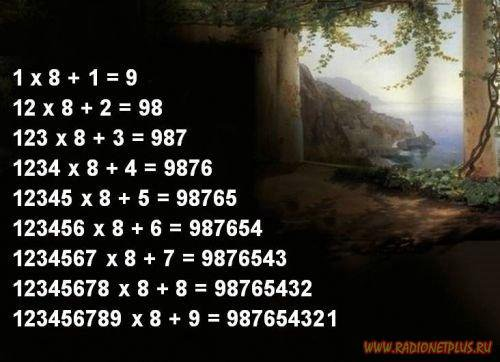 1 x 8 + 1 = 9
12 x 8 + 2 = 98
123 x 8 + 3 = 987
1234 x 8 + 4 = 9876
12345 x 8 + 5 = 98765
123456 x 8 + 6 = 987654
1234567 x 8 + 7 = 9876543
12345678 x 8 + 8 = 98765432
123456789 x 8 + 9 = 987654321
WWW.RADIONETPLUS.RU